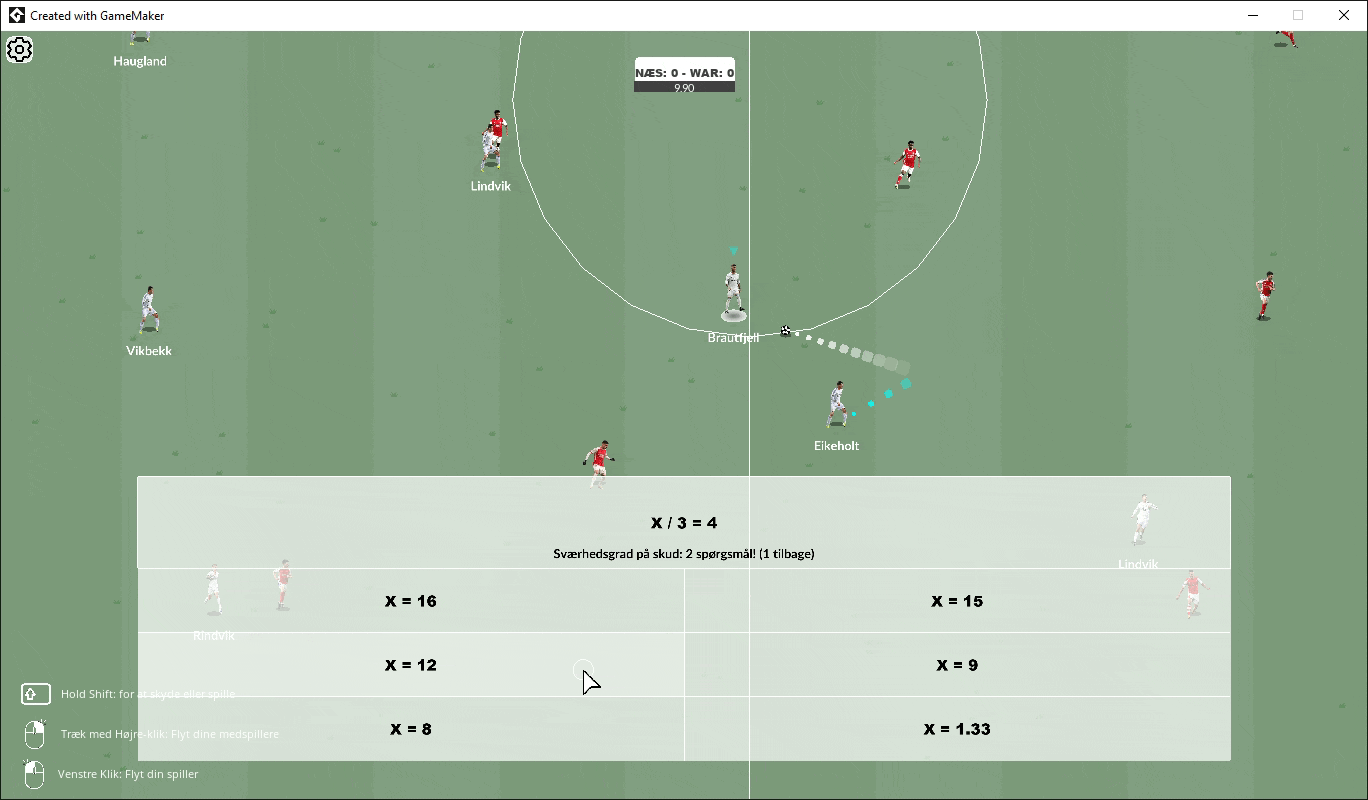 Created with GameMaker
Haugland
NÆS: 0 - WAR: 0
9.90
Lindvik
Vikbekk
Brautfjell
Eikeholt
X / 3 = 4
Sværhedsgrad på skud: 2 spørgsmål! (1 tilbage)
Lindvik
X = 16
X = 15
Rindvik
X = 12
X = 9
Hold Shift: for at skyde eller spille
X = 8
X = 1.33
Træk med Højre-klik: Flyt dine medspillere
Venstre Klik: Flyt din spiller